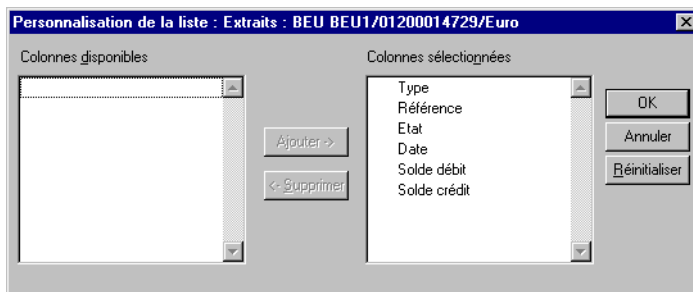 Personnalisation de la liste : Extraits : BEU BEU1/01200014729/Euro
Colonnes disponibles
Colonnes sélectionnées
Type
Référence
Etat
Date
Solde débit
Solde crédit
Ajouter ->
<- Supprimer
OK
Annuler
Réinitialiser